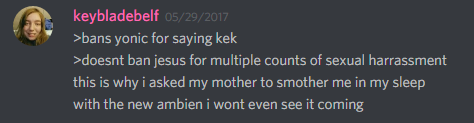 keybladebelf 05/29/2017
>bans yonic for saying kek
>doesnt ban jesus for multiple counts of sexual harrassment
this is why i asked my mother to smother me in my sleep
with the new ambien i wont even see it coming